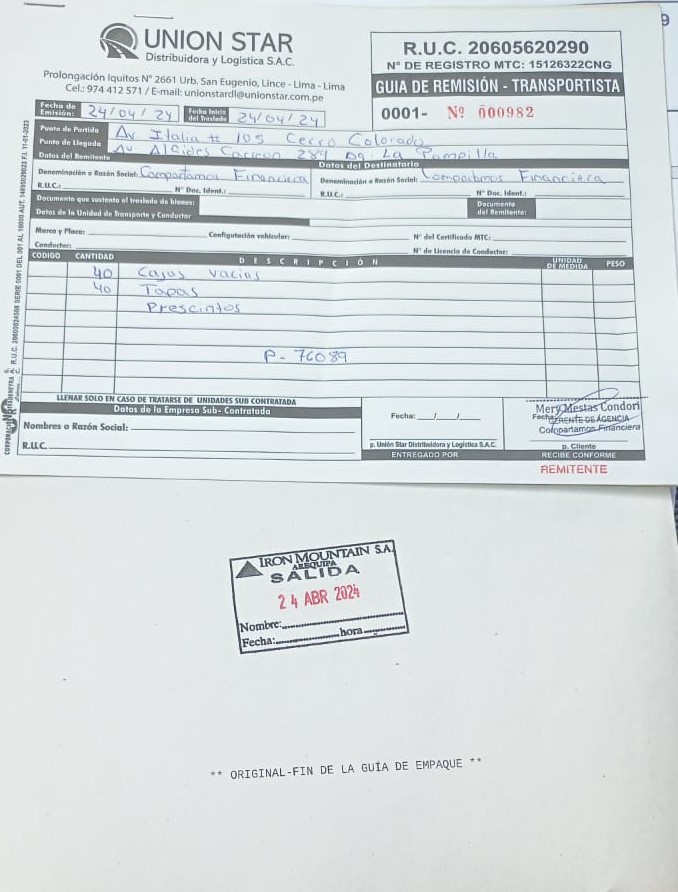 UNION STAR
Distribuidora y Logística S.A.C.
Prolongación Iquitos N° 2661 Urb. San Eugenio, Lince - Lima - Lima
Cel.: 974 412 571 / E-mail: unionstardl@unionstar.com.pe
R.U.C. 20605620290
N° DE REGISTRO MTC: 15126322CNG
GUIA DE REMISIÓN - TRANSPORTISTA
0001- Nº 000982
Fecha de Emisión: 24/04/24 Fecha Inicio del Traslado 24/04/24
Punto de Partida Av Italia # 105 Cerro Colorado
Punto de Llegada Av Alcides Carrion 289 La Pampilla
Datos del Remitente Datos del Destinatario
Denominación o Razón Social: Compartamos Financiera Denominación o Razón Social: Compartamos Financiera
R.U.C.: N° Doc. Ident.: R.U.C.: N° Doc. Ident.:
Documento que sustenta el traslado de bienes: Documento del Remitente:
Datos de la Unidad de Transporte y Conductor
Marca y Placa: Configutación vehicular: N° del Certificado MTC:
Conductor: N° de Licencia de Conductor:
CODIGO CANTIDAD DESCRIPCIÓN UNIDAD DE MEDIDA PESO
40 Cajas vacias
40 Tapas
Prescintos
P- 76089
LLENAR SOLO EN CASO DE TRATARSE DE UNIDADES SUB CONTRATADA
Datos de la Empresa Sub- Contratada
Nombres o Razón Social:
R.U.C.
Fecha: / /
p. Unión Star Distribuidora y Logística S.A.C.
ENTREGADO POR
Mery Mestas Condori
Fecha: GERENTE DE AGENCIA
Compartamos Financiera
p. Cliente
RECIBE CONFORME
REMITENTE
IRON MOUNTAIN S.A.
AREQUIPA
SALIDA
24 ABR 2024
Nombre:
Fecha: hora
** ORIGINAL-FIN DE LA GUÍA DE EMPAQUE **
9